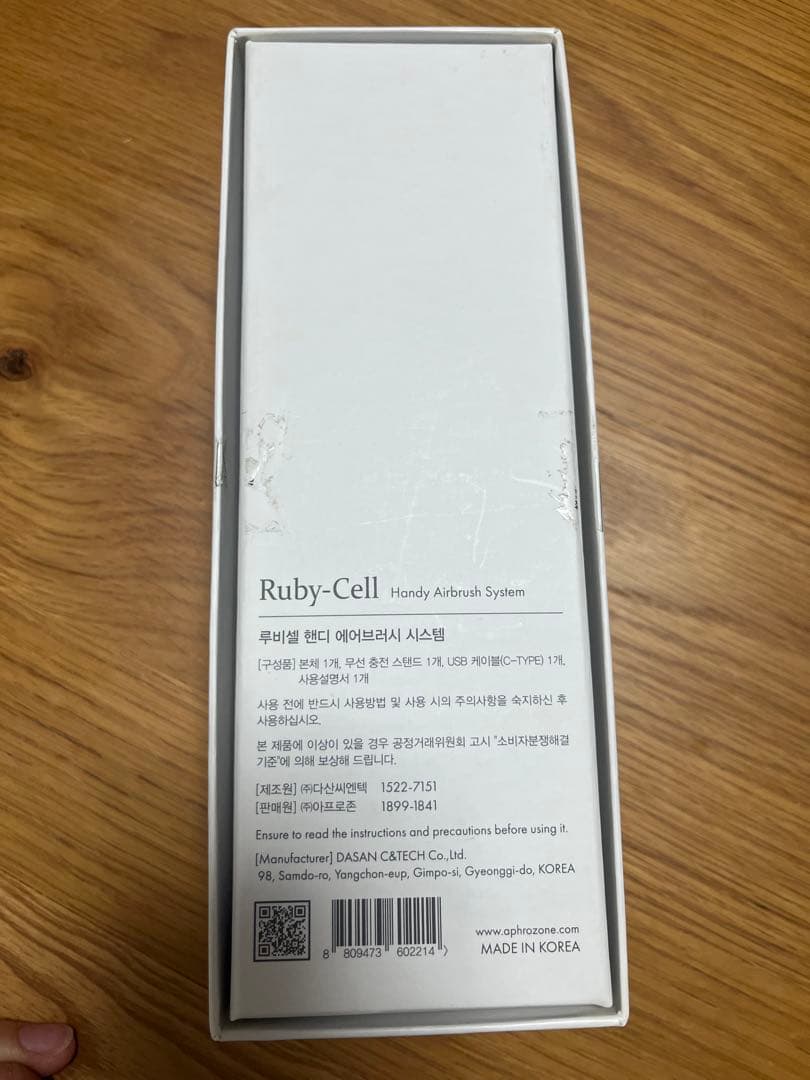 Ruby-Cell Handy Airbrush System
루비셀 핸디 에어브러시 시스템
[구성품] 본체 1개, 무선 충전 스탠드 1개, USB 케이블(C-TYPE) 1개,
사용설명서 1개
사용 전에 반드시 사용방법 및 사용 시의 주의사항을 숙지하신 후
사용하십시오.
본 제품에 이상이 있을 경우 공정거래위원회 고시 "소비자분쟁해결
기준"에 의해 보상해 드립니다.
[제조원] ㈜다산씨엔텍 1522-7151
[판매원] ㈜아프로존 1899-1841
Ensure to read the instructions and precautions before using it.
[Manufacturer] DASAN C&TECH Co.,Ltd.
98, Samdo-ro, Yangchon-eup, Gimpo-si, Gyeonggi-do, KOREA
8 809473 602214 >
www.aphrozone.com
MADE IN KOREA